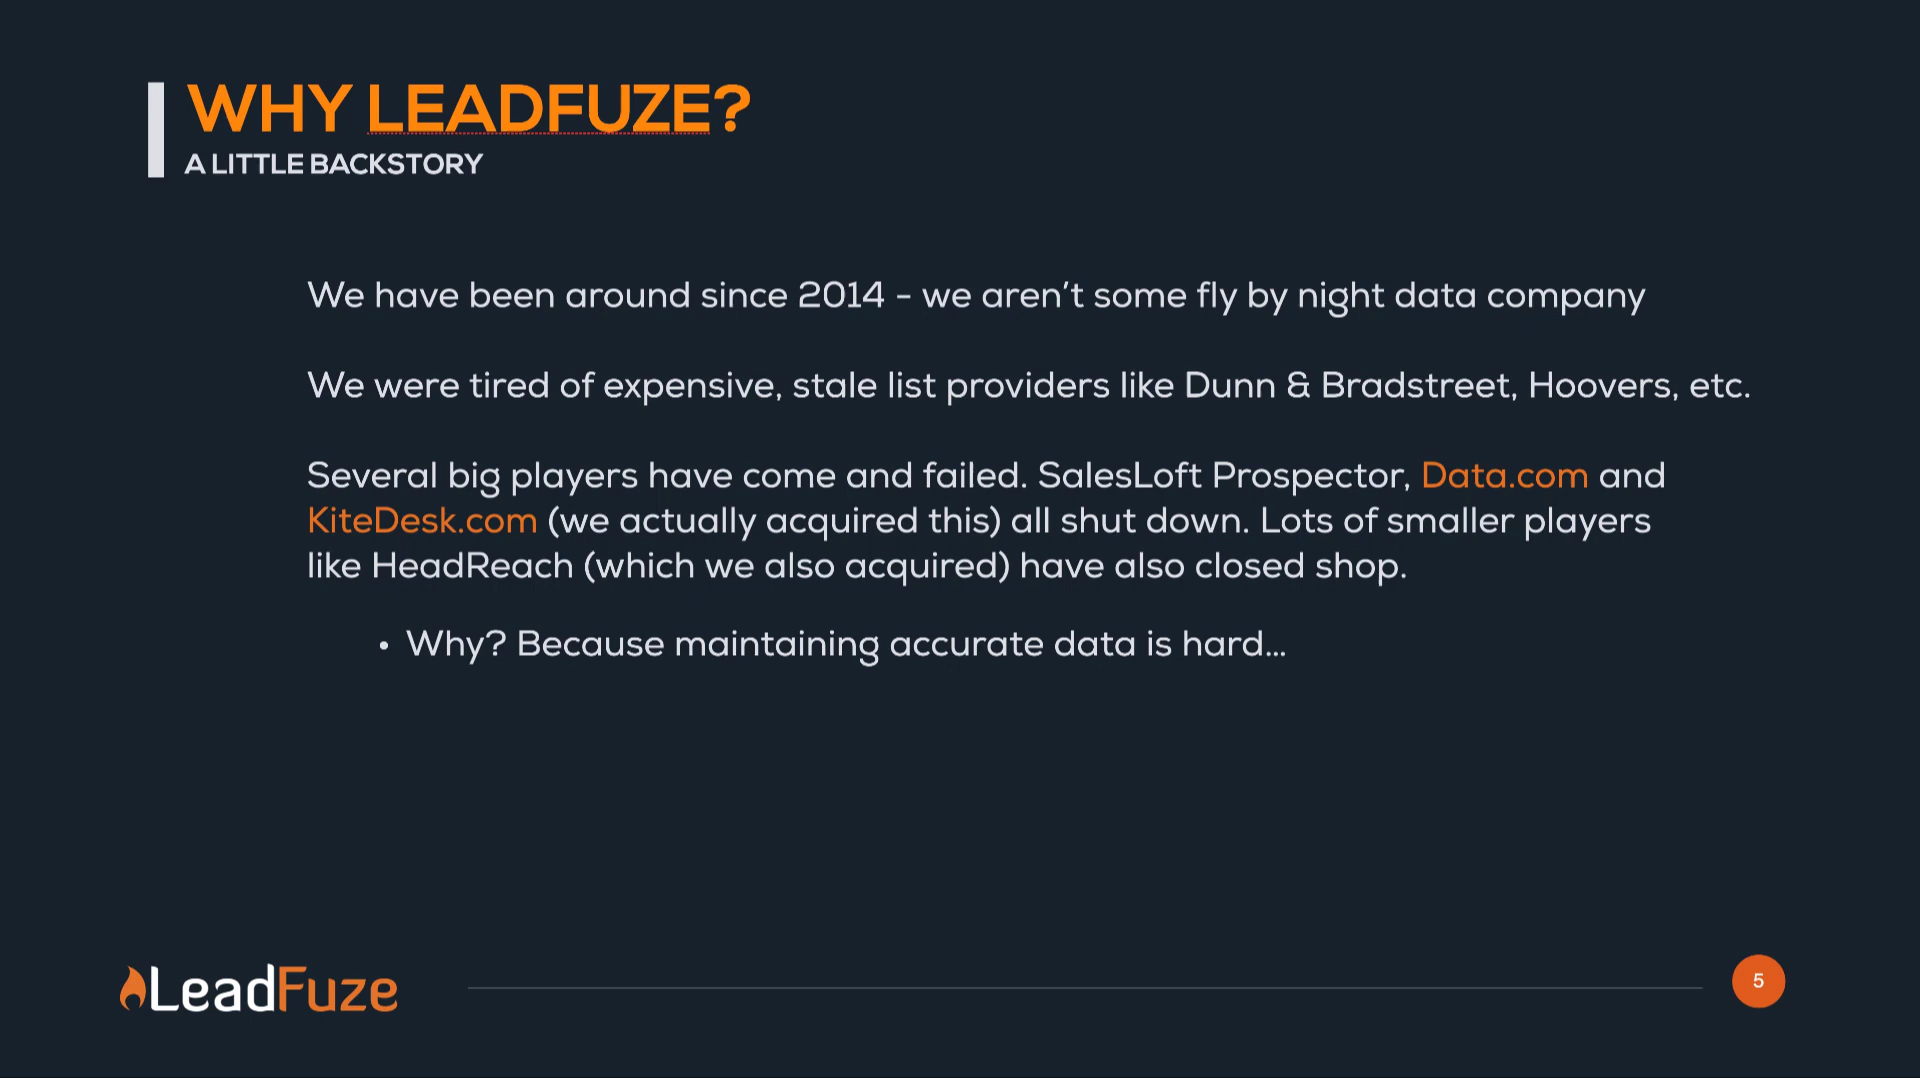 WHY LEADFUZE?
A LITTLE BACKSTORY
We have been around since 2014 - we aren't some fly by night data company
We were tired of expensive, stale list providers like Dunn & Bradstreet, Hoovers, etc.
Several big players have come and failed. SalesLoft Prospector, Data.com and
KiteDesk.com (we actually acquired this) all shut down. Lots of smaller players
like HeadReach (which we also acquired) have also closed shop.
• Why? Because maintaining accurate data is hard...
LeadFuze
5